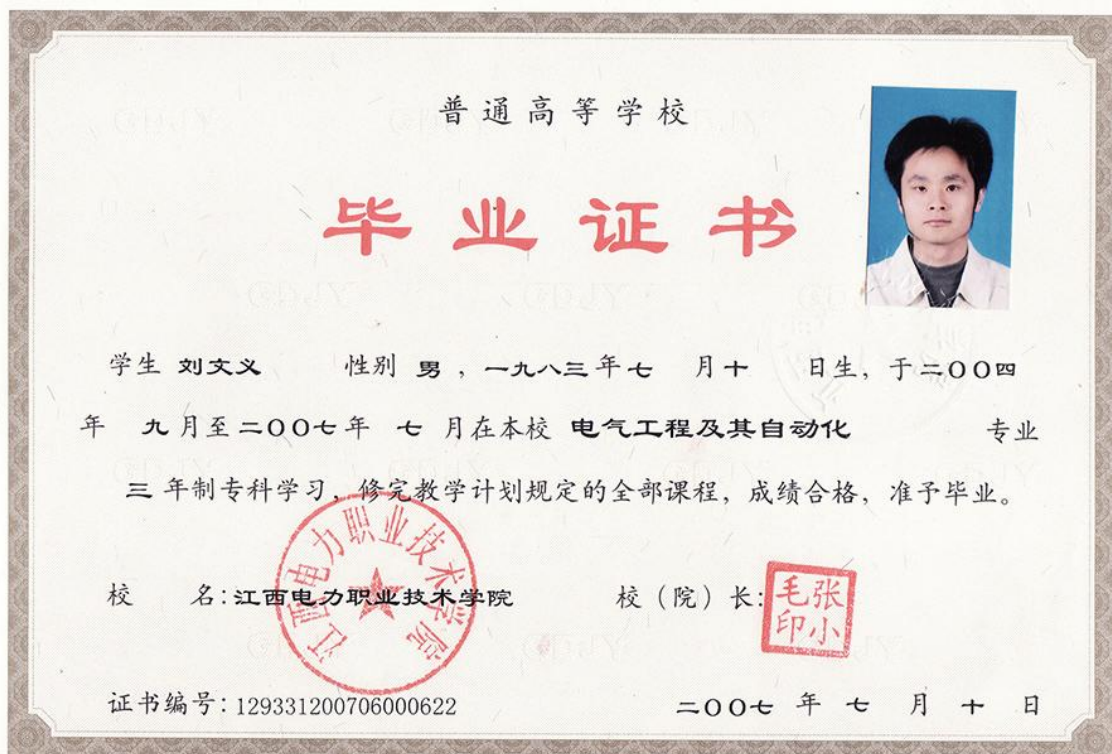 普通高等学校
毕业证书
学生 刘文义 性别 男，一九八三年七 月十 日生，于二〇〇四
年 九月至二〇〇七年 七 月在本校 电气工程及其自动化 专业
三 年制专科学习，修完教学计划规定的全部课程，成绩合格，准予毕业。
江西电力职业技术学院
校 名：江西电力职业技术学院 校（院）长：
张小毛印
证书编号：129331200706000622 二〇〇七 年 七 月 十 日